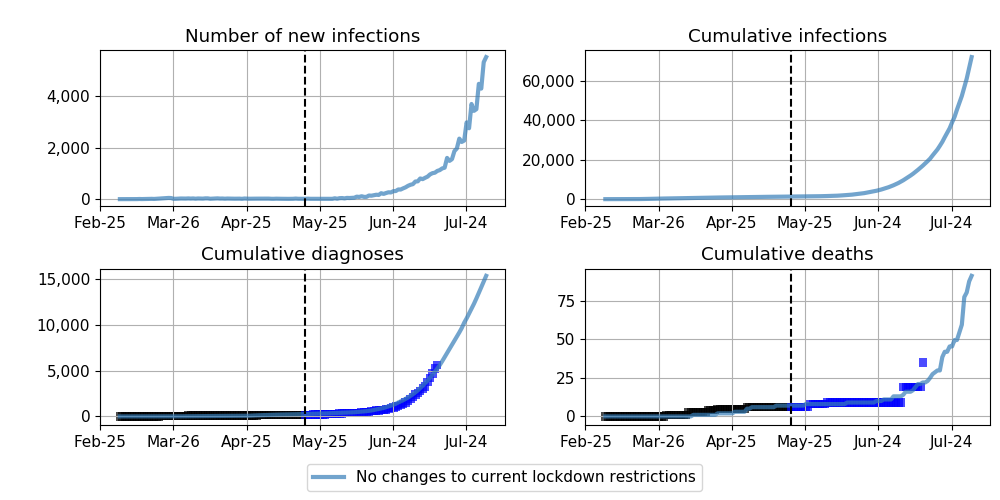 Number of new infections
Cumulative infections
4,000
2,000
0
Feb-25 Mar-26 Apr-25 May-25 Jun-24 Jul-24
60,000
40,000
20,000
0
Feb-25 Mar-26 Apr-25 May-25 Jun-24 Jul-24
Cumulative diagnoses
Cumulative deaths
15,000
10,000
5,000
0
Feb-25 Mar-26 Apr-25 May-25 Jun-24 Jul-24
75
50
25
0
Feb-25 Mar-26 Apr-25 May-25 Jun-24 Jul-24
No changes to current lockdown restrictions